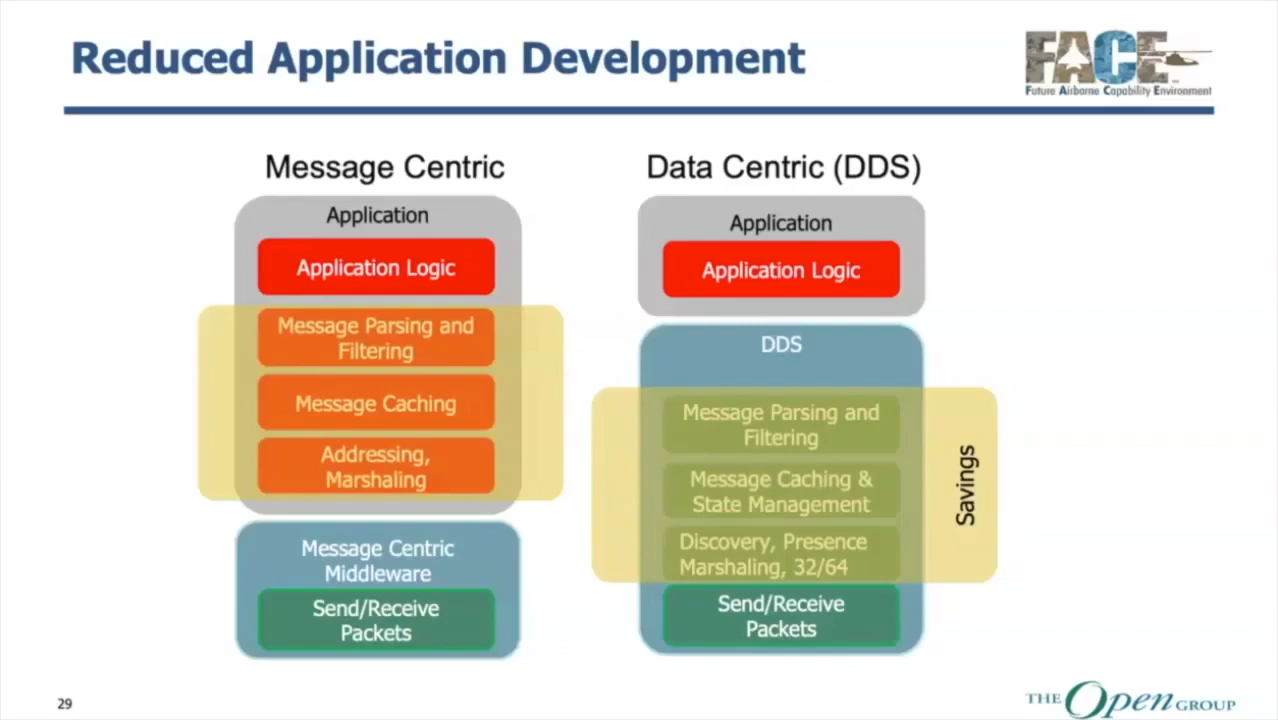 Reduced Application Development
FACE
Future Airborne Capability Environment
Message Centric
Application
Application Logic
Message Parsing and
Filtering
Message Caching
Addressing,
Marshaling
Message Centric
Middleware
Send/Receive
Packets
Data Centric (DDS)
Application
Application Logic
DDS
Message Parsing and
Filtering
Message Caching &
State Management
Discovery, Presence
Marshaling, 32/64
Send/Receive
Packets
Savings
29
THE Open GROUP